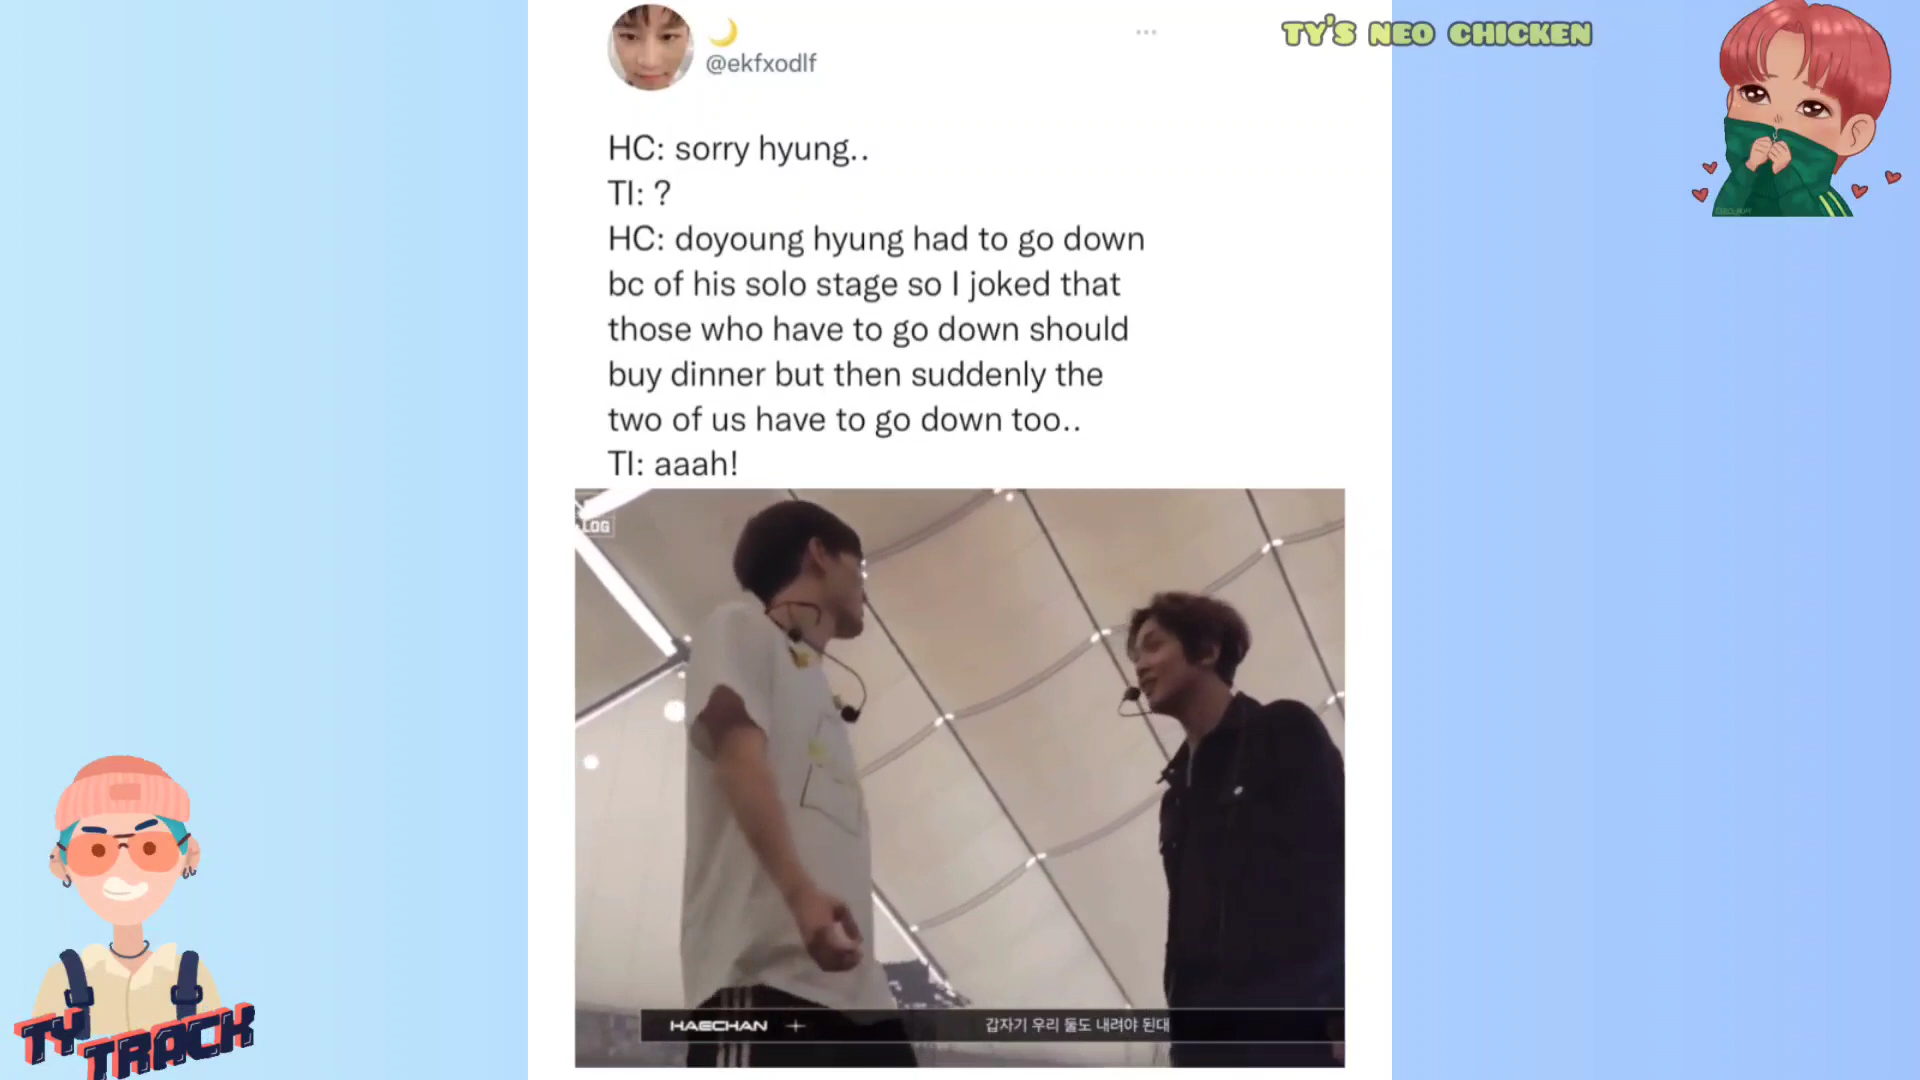 TY'S NEO CHICKEN
🌙
@ekfxodlf
HC: sorry hyung..
TI: ?
HC: doyoung hyung had to go down
bc of his solo stage so I joked that
those who have to go down should
buy dinner but then suddenly the
two of us have to go down too..
TI: aaah!
LOG
HAECHAN +
갑자기 우리 둘도 내려야 된대
TY
TRACK